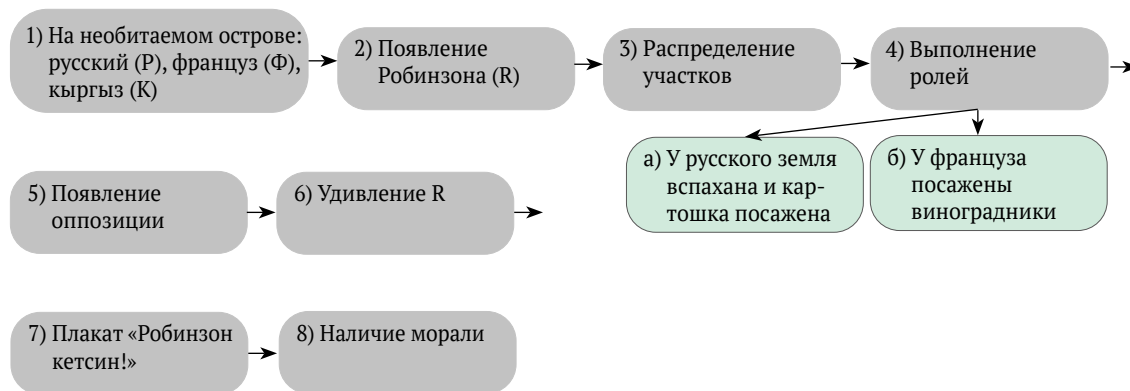 1) На необитаемом острове:
русский (Р), француз (Ф),
кыргыз (К)
2) Появление
Робинзона (R)
3) Распределение
участков
4) Выполнение
ролей
а) У русского земля
вспахана и кар-
тошка посажена
б) У француза
посажены
виноградники
5) Появление
оппозиции
6) Удивление R
7) Плакат «Робинзон
кетсин!»
8) Наличие морали